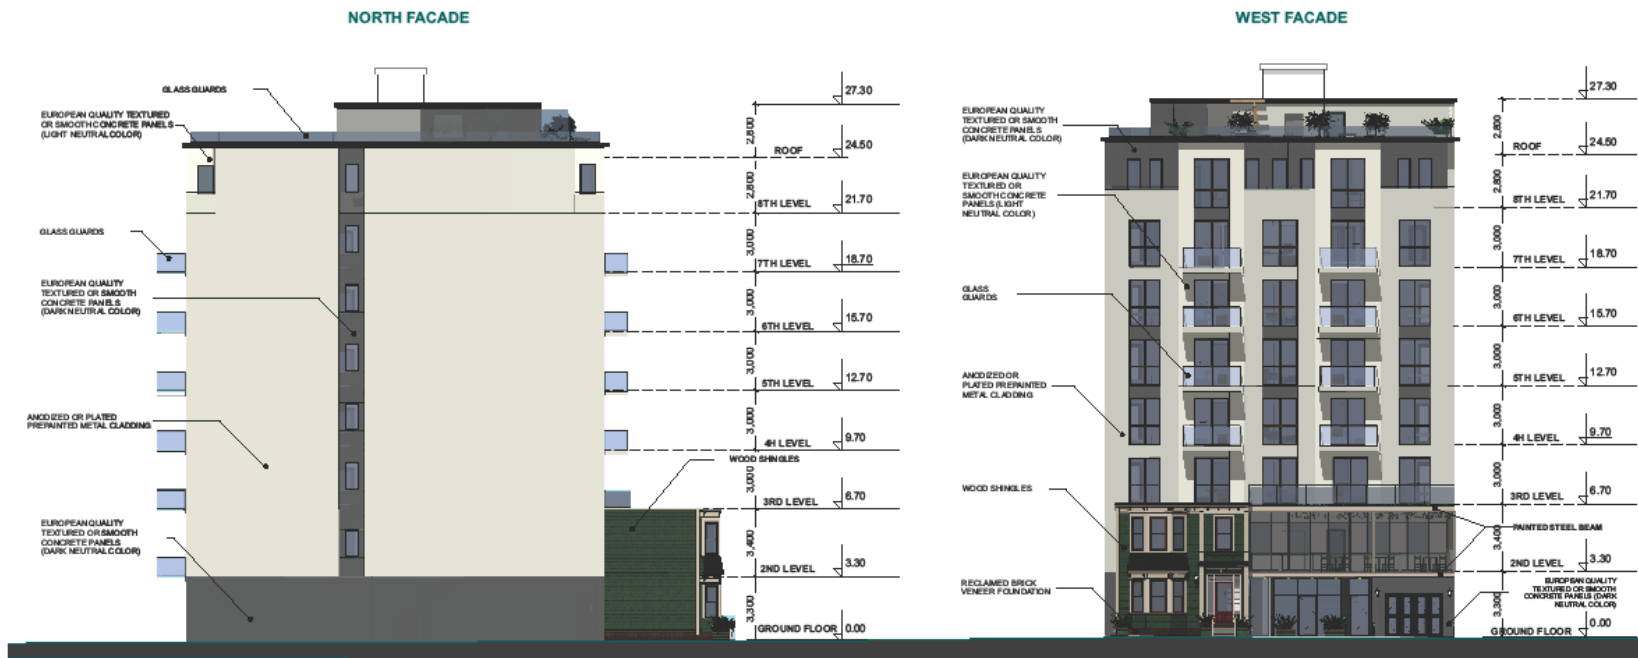 NORTH FACADE
GLASS GUARDS
EUROPEAN QUALITY TEXTURED
OR SMOOTH CONCRETE PANELS
(LIGHT NEUTRAL COLOR)
GLASS GUARDS
EUROPEAN QUALITY
TEXTURED OR SMOOTH
CONCRETE PANELS
(DARK NEUTRAL COLOR)
ANODIZED OR PLATED
PREPAINTED METAL CLADDING
EUROPEAN QUALITY
TEXTURED OR SMOOTH
CONCRETE PANELS
(DARK NEUTRAL COLOR)
WOOD SHINGLES
27.30
2,800
ROOF 24.50
2,800
8TH LEVEL 21.70
3,000
7TH LEVEL 18.70
3,000
6TH LEVEL 15.70
3,000
5TH LEVEL 12.70
3,000
4H LEVEL 9.70
3,000
3RD LEVEL 6.70
3,400
2ND LEVEL 3.30
3,300
GROUND FLOOR 0.00
WEST FACADE
EUROPEAN QUALITY
TEXTURED OR SMOOTH
CONCRETE PANELS
(DARK NEUTRAL COLOR)
EUROPEAN QUALITY
TEXTURED OR
SMOOTH CONCRETE
PANELS (LIGHT
NEUTRAL COLOR)
GLASS
GUARDS
ANODIZED OR
PLATED PREPAINTED
METAL CLADDING
WOOD SHINGLES
RECLAIMED BRICK
VENEER FOUNDATION
27.30
2,800
ROOF 24.50
2,800
8TH LEVEL 21.70
3,000
7TH LEVEL 18.70
3,000
6TH LEVEL 15.70
3,000
5TH LEVEL 12.70
3,000
4H LEVEL 9.70
3,000
3RD LEVEL 6.70
PAINTED STEEL BEAM
3,400
2ND LEVEL 3.30
EUROPEAN QUALITY
TEXTURED OR SMOOTH
CONCRETE PANELS (DARK
NEUTRAL COLOR)
3,300
GROUND FLOOR 0.00